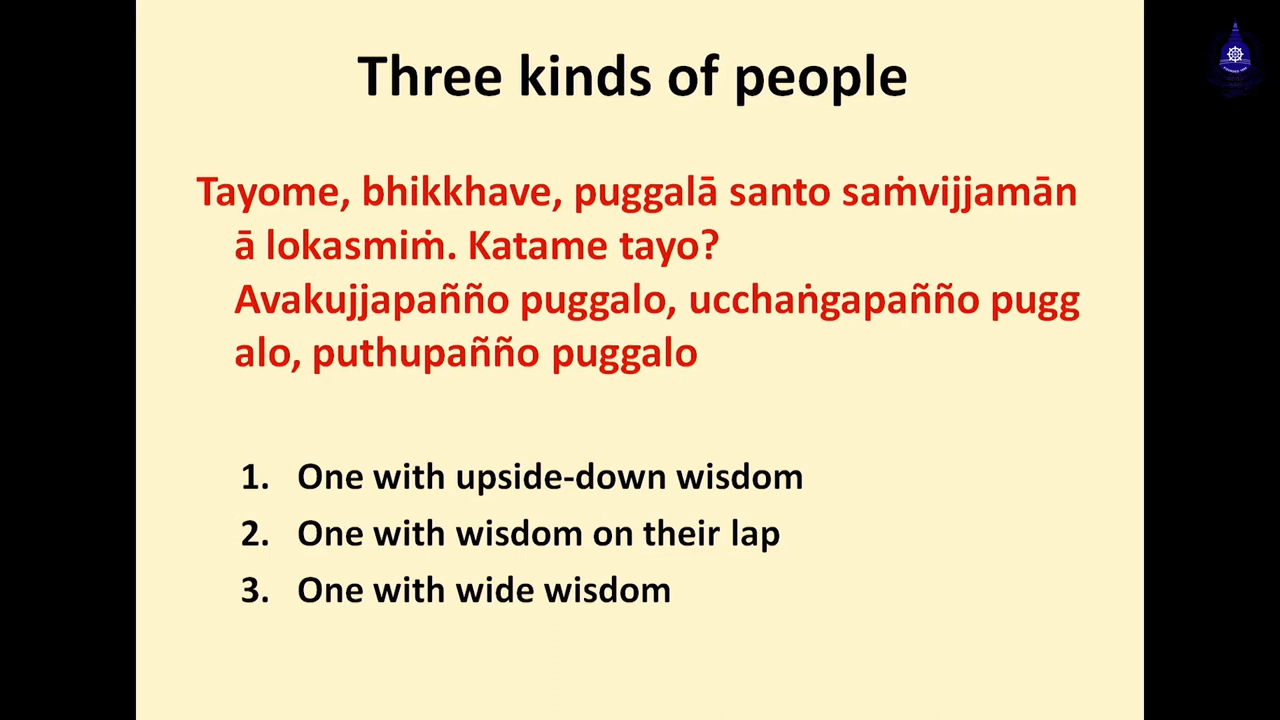 Three kinds of people
Tayome, bhikkhave, puggalā santo saṁvijjamān
ā lokasmiṁ. Katame tayo?
Avakujjapañño puggalo, ucchaṅgapañño pugg
alo, puthupañño puggalo
1. One with upside-down wisdom
2. One with wisdom on their lap
3. One with wide wisdom